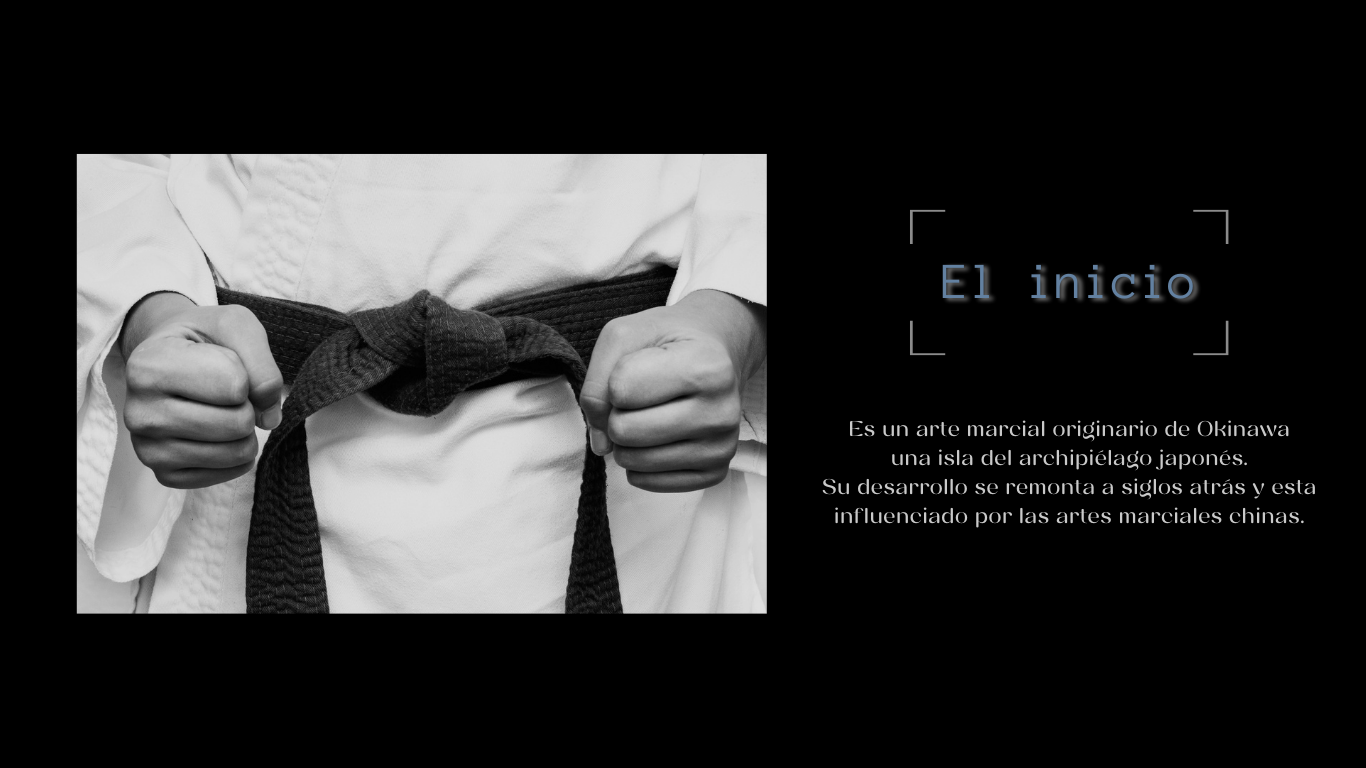 El inicio
Es un arte marcial originario de Okinawa
una isla del archipiélago japonés.
Su desarrollo se remonta a siglos atrás y esta
influenciado por las artes marciales chinas.